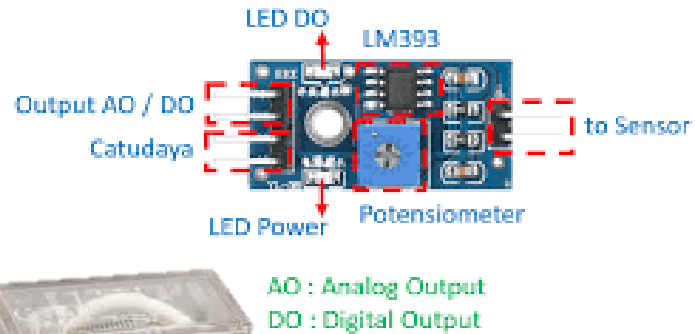 LED DO
LM393
Output AO / DO
to Sensor
Catudaya
Potensiometer
LED Power
AO : Analog Output
DO : Digital Output